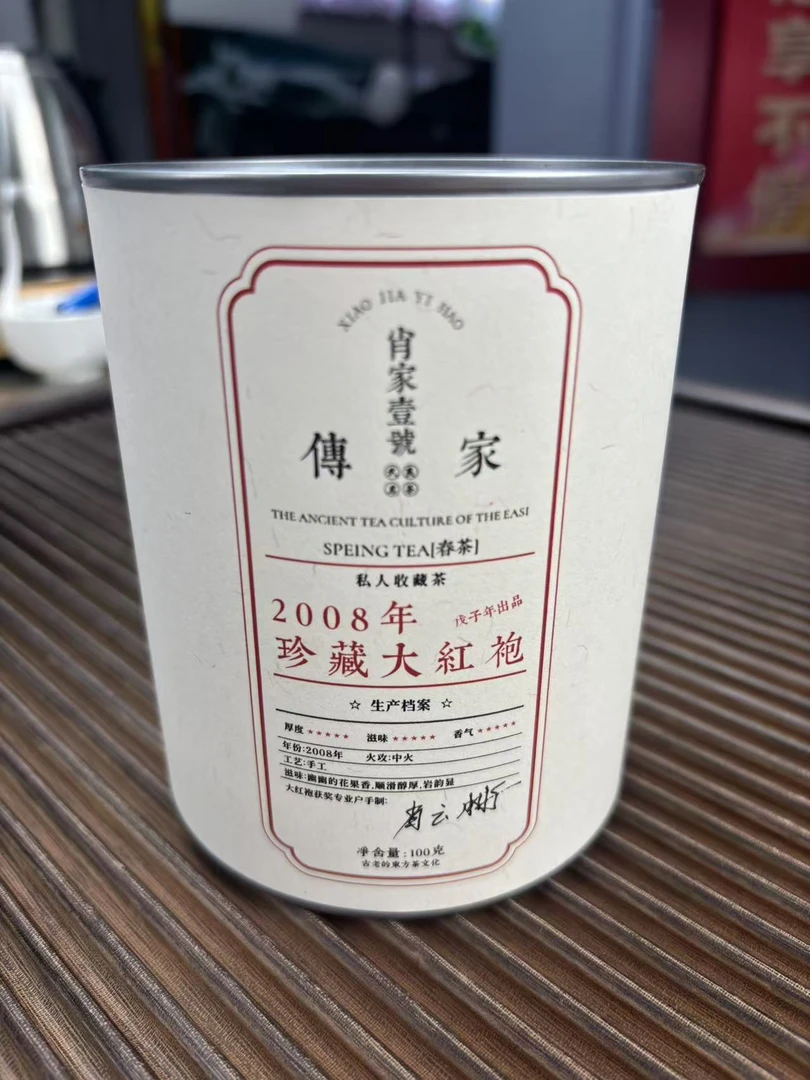 XIAO JIA YI HAO
肖家壹號
傳 家
THE ANCIENT TEA CULTURE OF THE EASI
SPEING TEA[春茶]
私人收藏茶
2008年
戊子年出品
珍藏大紅袍
☆ 生产档案 ☆
厚度★★★★★ 滋味★★★★★ 香气★★★★★
年份:2008年 火攻:中火
工艺:手工
滋味:幽幽的花果香,顺滑醇厚,岩韵显
大红袍获奖专业户手制:
净含量:100克
古老的東方茶文化
享不